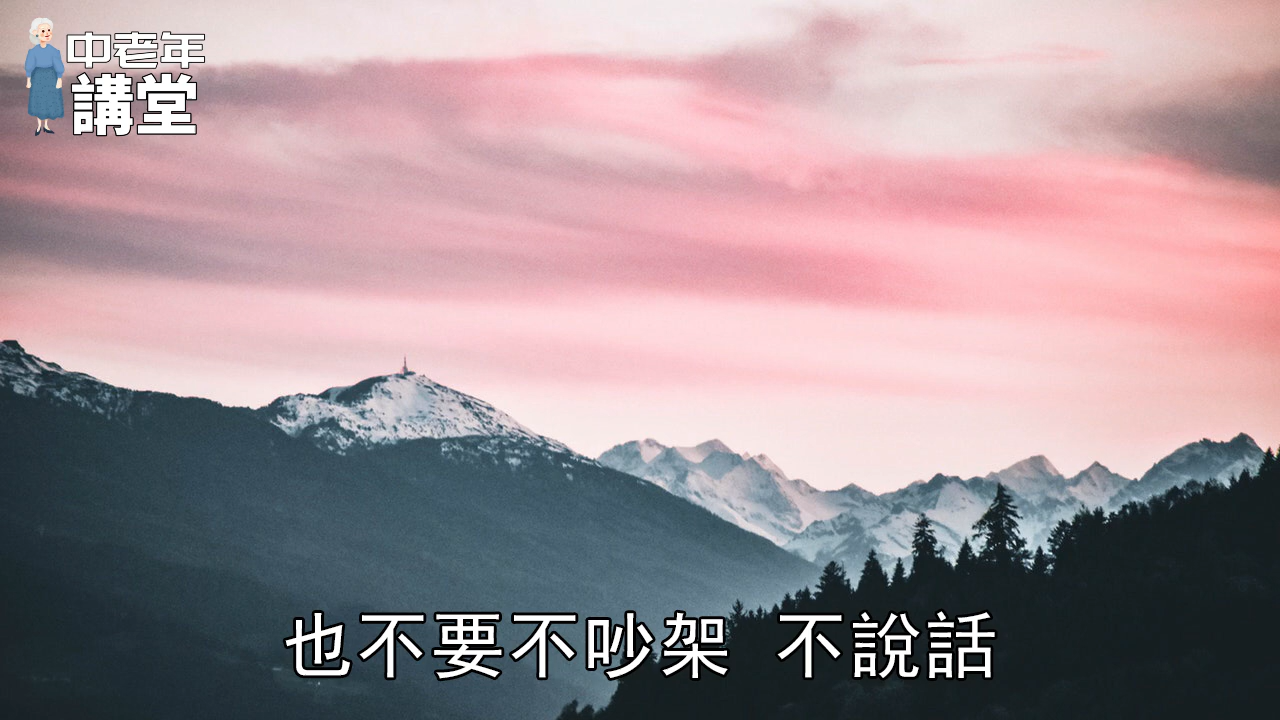 中老年
講堂
也不要不吵架 不說話